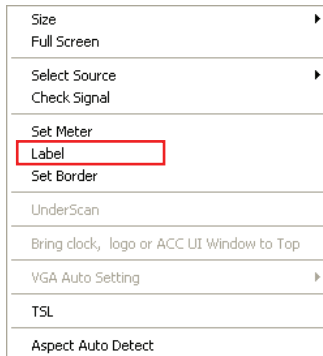 Size
Full Screen
Select Source
Check Signal
Set Meter
Label
Set Border
UnderScan
Bring clock, logo or ACC UI Window to Top
VGA Auto Setting
TSL
Aspect Auto Detect